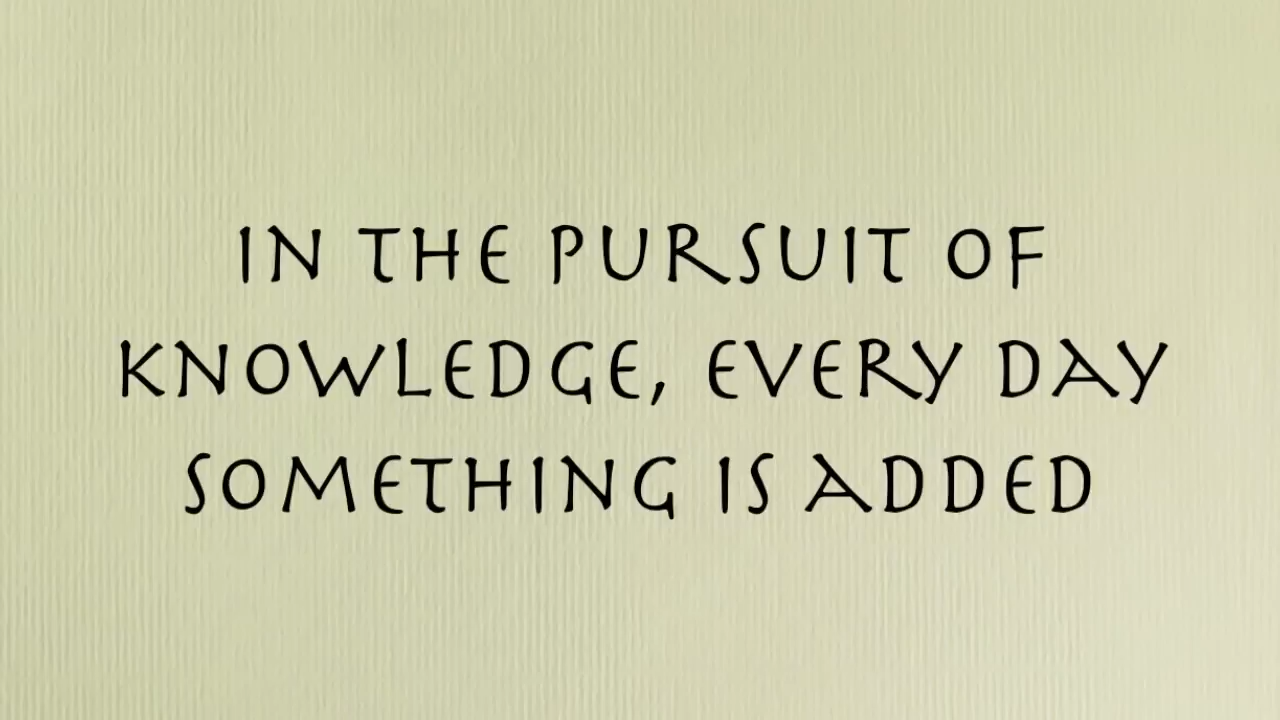 IN THE PURSUIT OF
KNOWLEDGE, EVERY DAY
SOMETHING IS ADDED